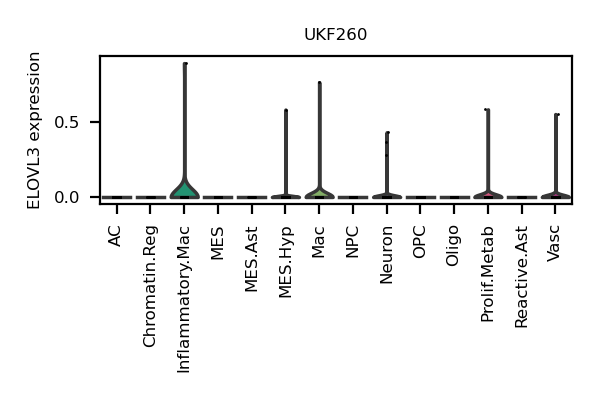 UKF260
ELOVL3 expression
0.5
0.0
AC
Chromatin.Reg
Inflammatory.Mac
MES
MES.Ast
MES.Hyp
Mac
NPC
Neuron
OPC
Oligo
Prolif.Metab
Reactive.Ast
Vasc